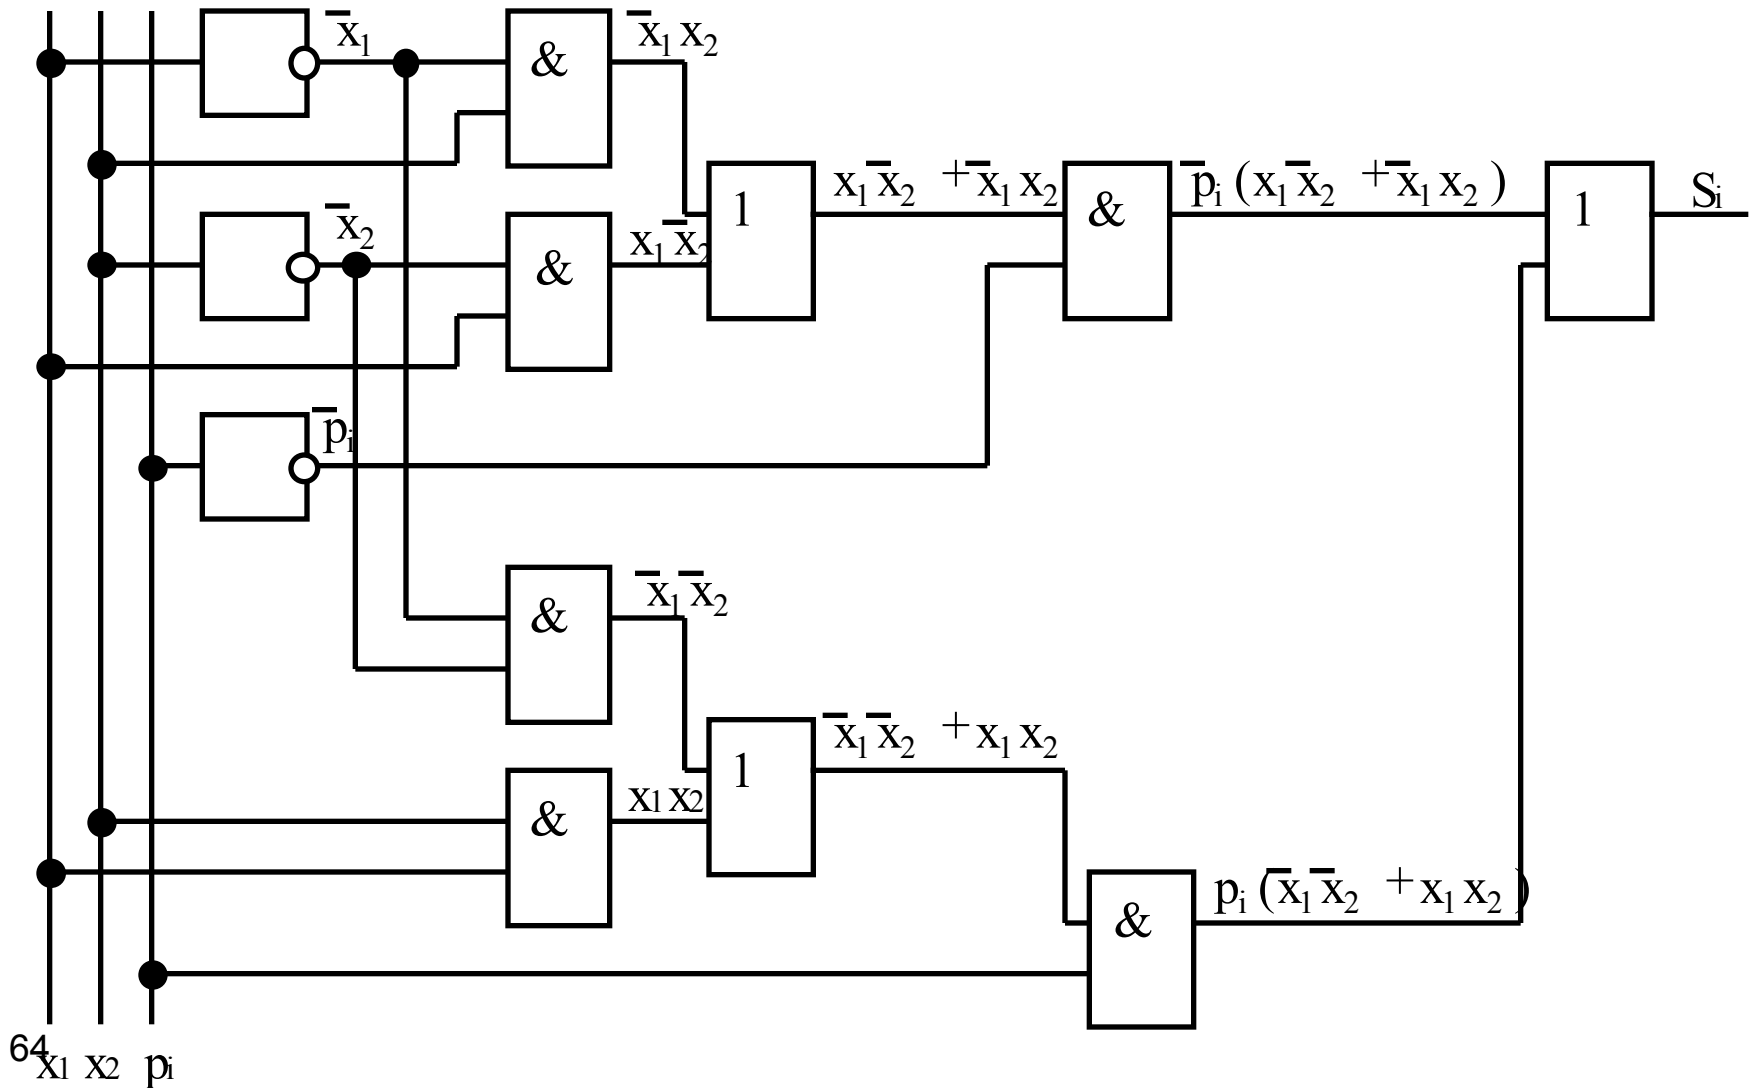 x̄₁
&
x̄₁ x₂
x̄₂
&
x₁ x̄₂
1
x₁ x̄₂ + x̄₁ x₂
&
p̄ᵢ (x₁ x̄₂ + x̄₁ x₂ )
1
Sᵢ
p̄ᵢ
&
x̄₁ x̄₂
&
x₁ x₂
1
x̄₁ x̄₂ + x₁ x₂
&
pᵢ (x̄₁ x̄₂ + x₁ x₂ )
64
x₁ x₂ pᵢ